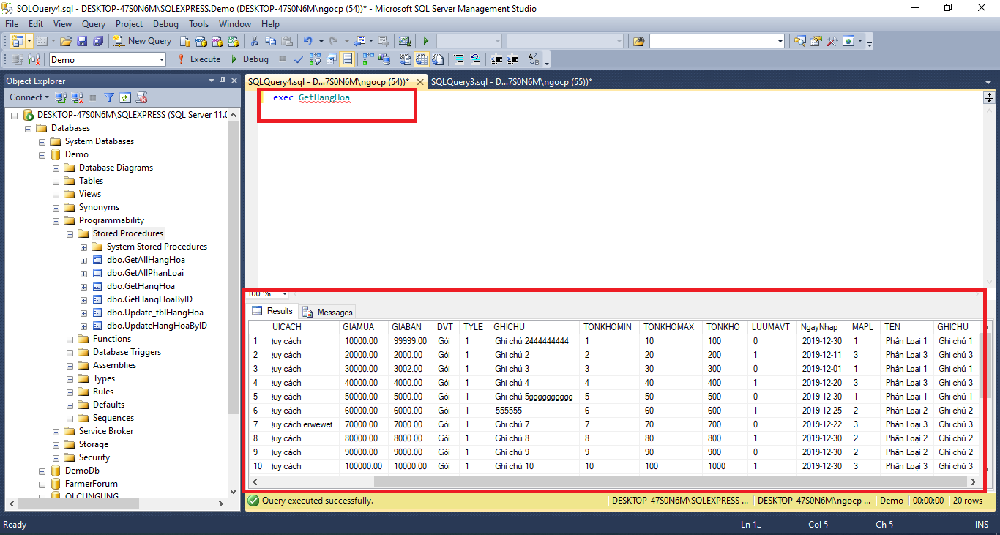 SQLQuery4.sql - DESKTOP-47S0N6M\SQLEXPRESS.Demo (DESKTOP-47S0N6M\ngocp (54))* - Microsoft SQL Server Management Studio
File Edit View Query Project Debug Tools Window Help
New Query
Demo Execute Debug
Object Explorer
Connect
DESKTOP-47S0N6M\SQLEXPRESS (SQL Server 11.0
Databases
System Databases
Demo
Database Diagrams
Tables
Views
Synonyms
Programmability
Stored Procedures
System Stored Procedures
dbo.GetAllHangHoa
dbo.GetAllPhanLoai
dbo.GetHangHoa
dbo.GetHangHoaByID
dbo.Update_tblHangHoa
dbo.UpdateHangHoaByID
Functions
Database Triggers
Assemblies
Types
Rules
Defaults
Sequences
Service Broker
Storage
Security
DemoDb
FarmerForum
QLCUNGUNG
SQLQuery4.sql - D...7S0N6M\ngocp (54))* SQLQuery3.sql - D...7S0N6M\ngocp (55))*
exec GetHangHoa
100 %
Results Messages
UICACH GIAMUA GIABAN DVT TYLE GHICHU TONKHOMIN TONKHOMAX TONKHO LUUMAVT NgayNhap MAPL TEN GHICHU
1 uy cách 10000.00 99999.00 Gói 1 Ghi chú 2444444444 1 10 100 0 2019-12-30 1 Phân Loại 1 Ghi chú 1
2 uy cách 20000.00 2000.00 Gói 1 Ghi chú 2 2 20 200 1 2019-12-11 3 Phân Loại 3 Ghi chú 3
3 uy cách 30000.00 3002.00 Gói 1 Ghi chú 3 3 30 300 0 2019-12-01 1 Phân Loại 1 Ghi chú 1
4 uy cách 40000.00 4000.00 Gói 1 Ghi chú 4 4 40 400 1 2019-12-20 3 Phân Loại 3 Ghi chú 3
5 uy cách 50000.00 5000.00 Gói 1 Ghi chú 5gggggggggg 5 50 500 0 2019-12-30 1 Phân Loại 1 Ghi chú 1
6 uy cách 60000.00 6000.00 Gói 1 555555 6 60 600 1 2019-12-25 2 Phân Loại 2 Ghi chú 2
7 uy cách erwewet 70000.00 7000.00 Gói 1 Ghi chú 7 7 70 700 0 2019-12-22 3 Phân Loại 3 Ghi chú 3
8 uy cách 80000.00 8000.00 Gói 1 Ghi chú 8 8 80 800 1 2019-12-30 2 Phân Loại 2 Ghi chú 2
9 uy cách 90000.00 9000.00 Gói 1 Ghi chú 9 9 90 900 0 2019-12-30 2 Phân Loại 2 Ghi chú 2
10 uy cách 100000.00 10000.00 Gói 1 Ghi chú 10 10 100 1000 1 2019-12-30 3 Phân Loại 3 Ghi chú 3
Query executed successfully. DESKTOP-47S0N6M\SQLEXPRESS ... DESKTOP-47S0N6M\ngocp ... Demo 00:00:00 20 rows
Ready Ln 1 Col 5 Ch 5 INS